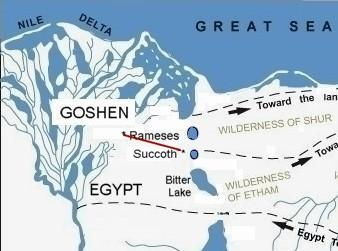 NILE DELTA
GREAT SEA
Toward the lan
GOSHEN
Rameses
WILDERNESS OF SHUR
Succoth
Towa
Bitter
Lake
WILDERNESS
OF ETHAM
EGYPT
Egypt To